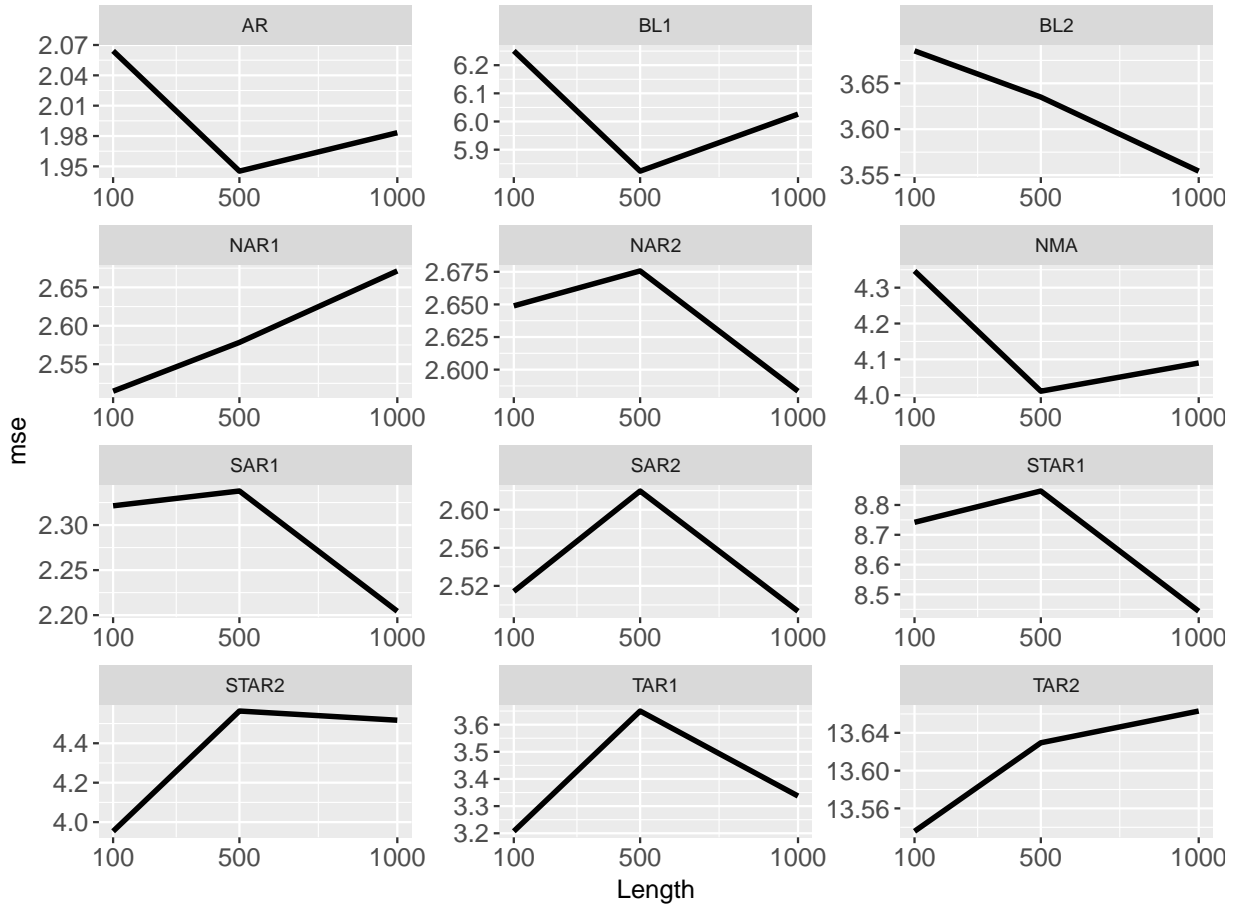 AR
BL1
BL2
2.07
2.04
2.01
1.98
1.95
6.2
6.1
6.0
5.9
3.65
3.60
3.55
100 500 1000
100 500 1000
100 500 1000
NAR1
NAR2
NMA
2.65
2.60
2.55
2.675
2.650
2.625
2.600
4.3
4.2
4.1
4.0
100 500 1000
100 500 1000
100 500 1000
mse
SAR1
SAR2
STAR1
2.30
2.25
2.20
2.60
2.56
2.52
8.8
8.7
8.6
8.5
100 500 1000
100 500 1000
100 500 1000
STAR2
TAR1
TAR2
4.4
4.2
4.0
3.6
3.5
3.4
3.3
3.2
13.64
13.60
13.56
100 500 1000
100 500 1000
100 500 1000
Length